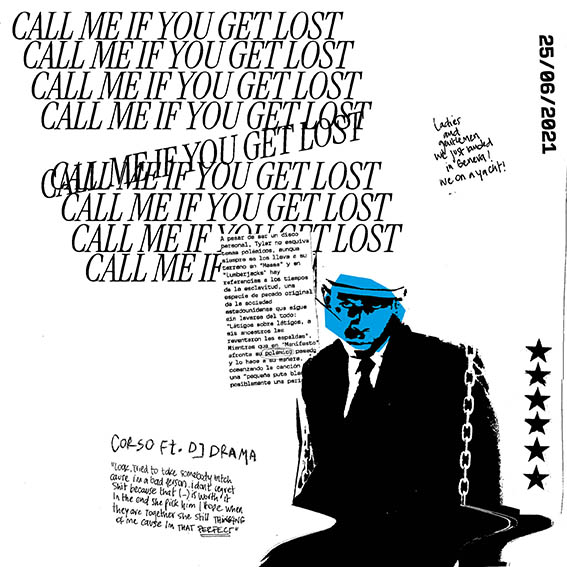 CALL ME IF YOU GET LOST
CALL ME IF YOU GET LOST
CALL ME IF YOU GET LOST
CALL ME IF YOU GET LOST
CALL ME IF YOU GET LOST
CALL ME IF YOU GET LOST
CALL ME IF YOU GET LOST
CALL ME IF YOU GET LOST
CALL ME IF
25/06/2021
Ladies
and
gentlemen
we just landed
in Geneva!
we on a yacht!
A pesar de ser un disco
personal, Tyler no esquiva
temas polémicos, aunque
siempre se los lleva a su
terreno en "Massa" y en
"Lumberjacks" hay
referencias a los tiempos
de la esclavitud, una
especie de pecado original
de la sociedad
estadounidense que sigue
sin lavarse del todo:
"Látigos sobre látigos, a
mis ancestros les
reventaron las espaldas".
Mientras que en "Manifesto"
afronta su polémico pasado
y lo hace a su manera,
comenzando la canción
una "pequeña puta bla
posiblemente una peri
CORSO Ft. DJ DRAMA
"Look, tried to take somebody bitch
cause im a bad person. i dont regret
shit because that (-) is worth it
In the end she pick him I hope when
they are together she still THINKING
of me cause Im THAT PERFECT"